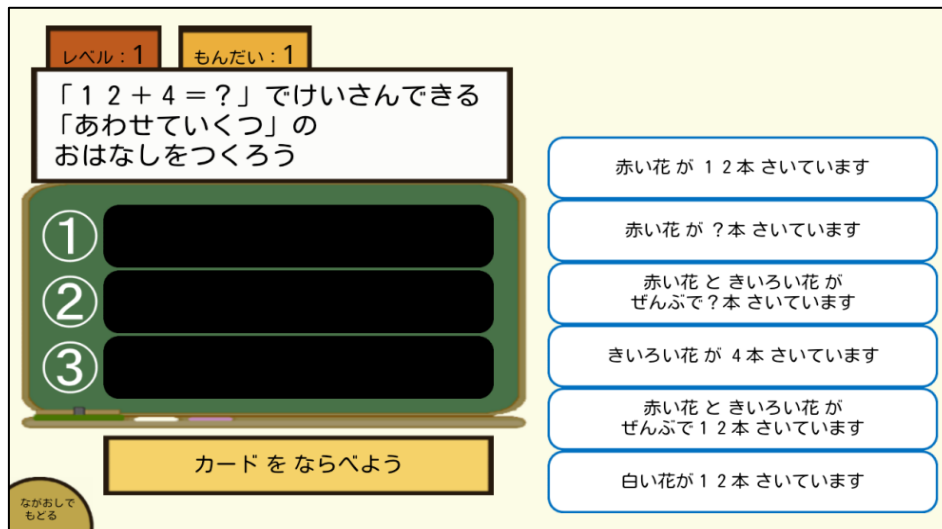 レベル：1
もんだい：1
「１２＋４＝？」でけいさんできる
「あわせていくつ」の
おはなしをつくろう
①
②
③
カード を ならべよう
ながおしで
もどる
赤い花 が １２本 さいています
赤い花 が ？本 さいています
赤い花 と きいろい花 が
ぜんぶで？本 さいています
きいろい花 が 4本 さいています
赤い花 と きいろい花 が
ぜんぶで１２本 さいています
白い花が１２本 さいています